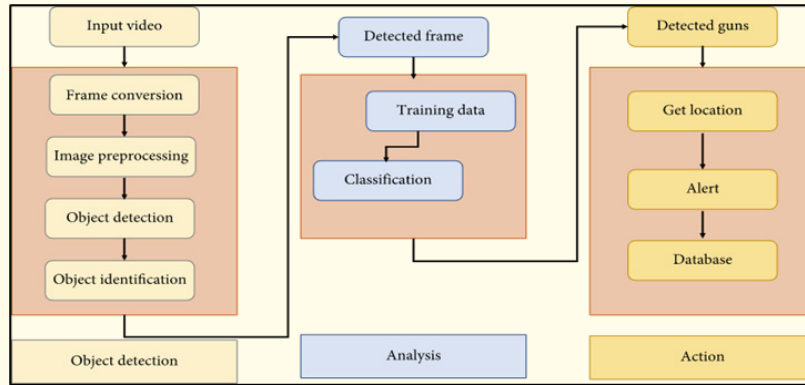 Input video
Frame conversion
Image preprocessing
Object detection
Object identification
Object detection
Detected frame
Training data
Classification
Analysis
Detected guns
Get location
Alert
Database
Action